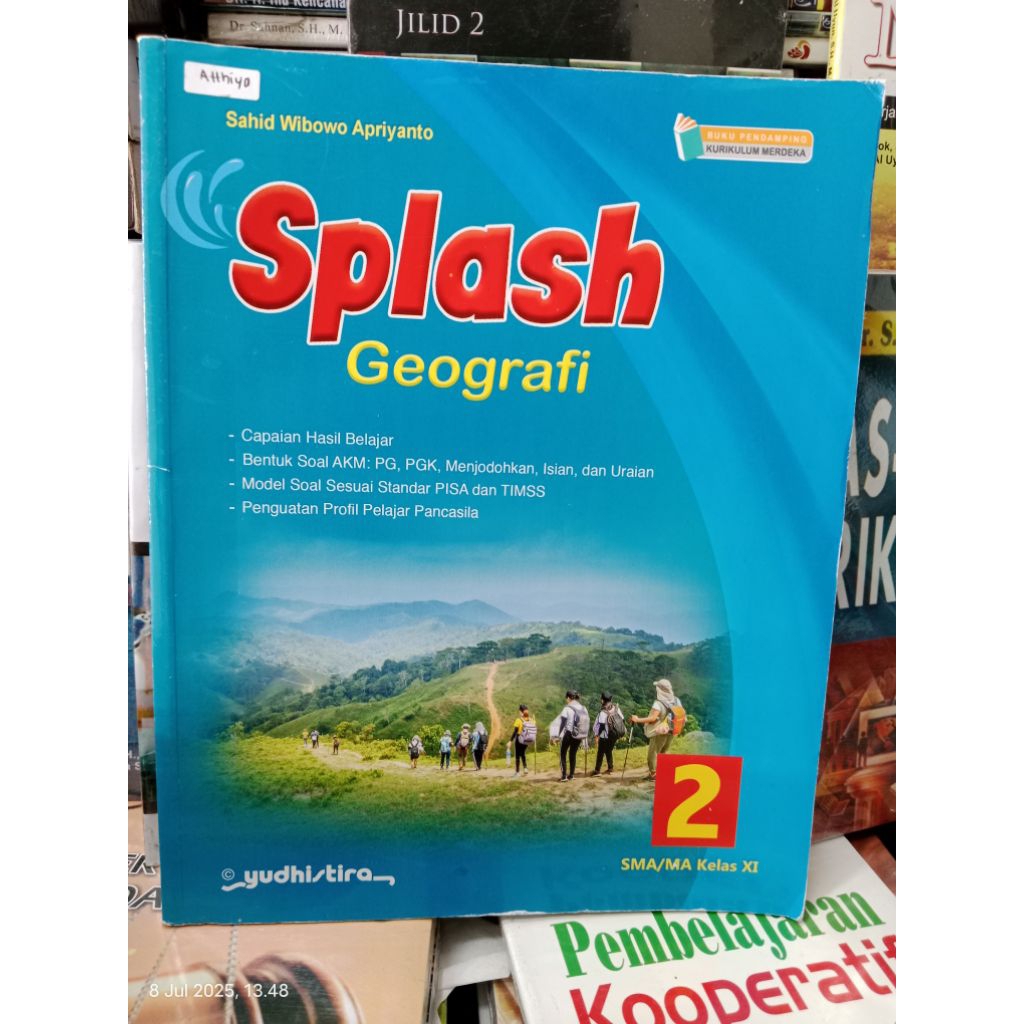 JILID 2
Dr. Sahnan, S.H., M.
Atthiya
Sahid Wibowo Apriyanto
BUKU PENDAMPING
KURIKULUM MERDEKA
Splash
Geografi
- Capaian Hasil Belajar
- Bentuk Soal AKM: PG, PGK, Menjodohkan, Isian, dan Uraian
- Model Soal Sesuai Standar PISA dan TIMSS
- Penguatan Profil Pelajar Pancasila
2
SMA/MA Kelas XI
© yudhistira
Pembelajaran
Kooperatif
8 Jul 2025, 13.48